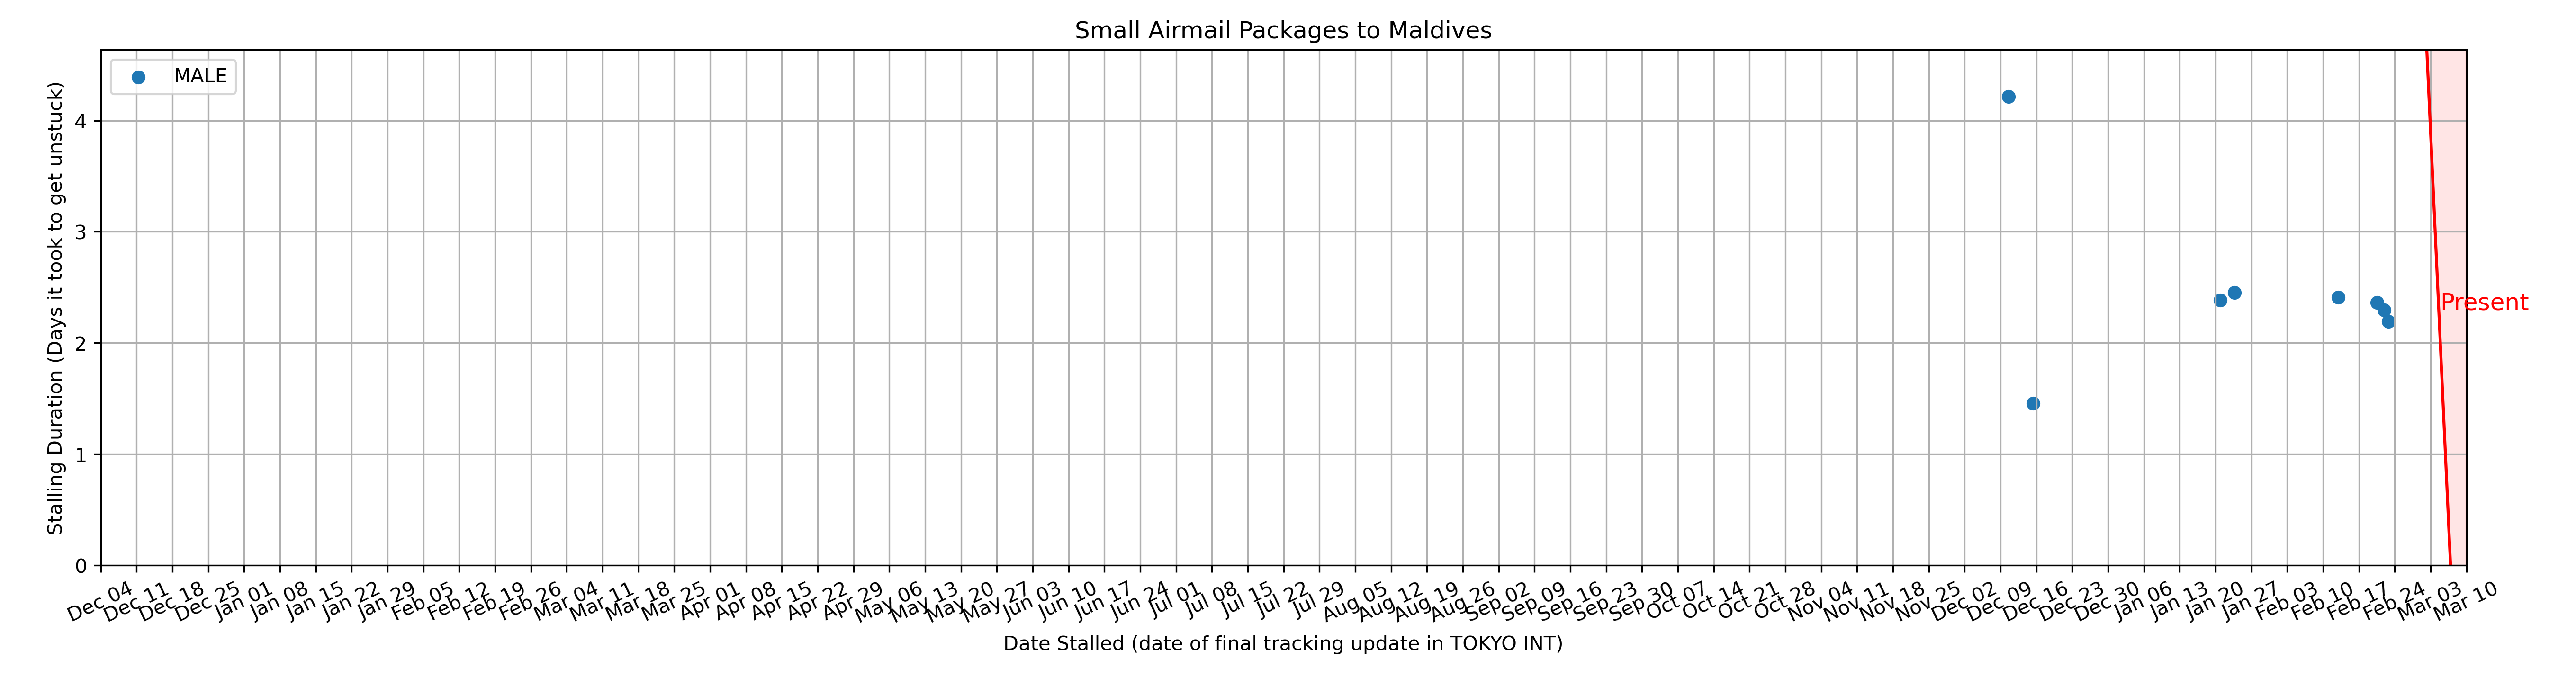 Small Airmail Packages to Maldives
MALE
Stalling Duration (Days it took to get unstuck)
4
3
2
1
0
Present
Dec 04 Dec 11 Dec 18 Dec 25 Jan 01 Jan 08 Jan 15 Jan 22 Jan 29 Feb 05 Feb 12 Feb 19 Feb 26 Mar 04 Mar 11 Mar 18 Mar 25 Apr 01 Apr 08 Apr 15 Apr 22 Apr 29 May 06 May 13 May 20 May 27 Jun 03 Jun 10 Jun 17 Jun 24 Jul 01 Jul 08 Jul 15 Jul 22 Jul 29 Aug 05 Aug 12 Aug 19 Aug 26 Sep 02 Sep 09 Sep 16 Sep 23 Sep 30 Oct 07 Oct 14 Oct 21 Oct 28 Nov 04 Nov 11 Nov 18 Nov 25 Dec 02 Dec 09 Dec 16 Dec 23 Dec 30 Jan 06 Jan 13 Jan 20 Jan 27 Feb 03 Feb 10 Feb 17 Feb 24 Mar 03 Mar 10
Date Stalled (date of final tracking update in TOKYO INT)